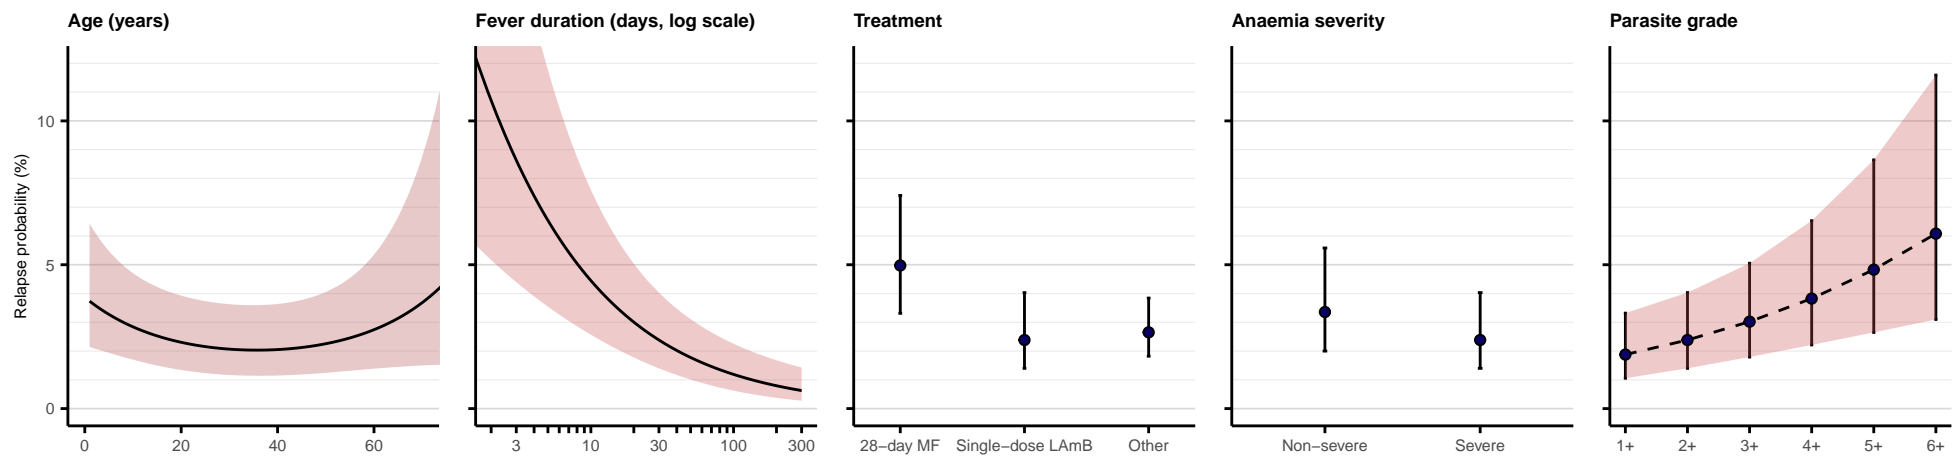 Age (years)
Fever duration (days, log scale)
Treatment
Anaemia severity
Parasite grade
Relapse probability (%)
10
5
0
0 20 40 60
3 10 30 100 300
28−day MF Single−dose LAmB Other
Non−severe Severe
1+ 2+ 3+ 4+ 5+ 6+